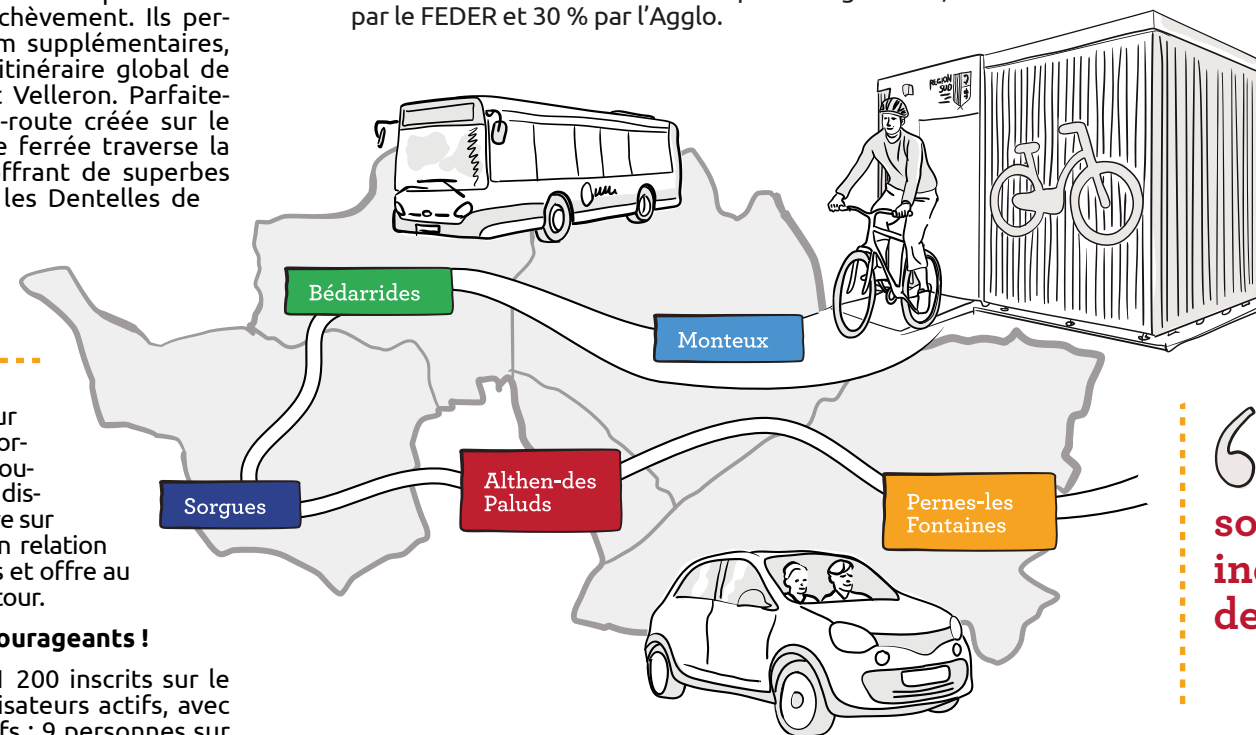 chèvement. Ils per-
m supplémentaires,
itinéraire global de
t Velleron. Parfaite-
-route créée sur le
e ferrée traverse la
offrant de superbes
les Dentelles de
ur
or-
ou-
dis-
re sur
n relation
s et offre au
tour.
ourageants !
1 200 inscrits sur le
isateurs actifs, avec
fs : 9 personnes sur
par le FEDER et 30 % par l’Agglo.
REGION
SUD
Bédarrides
Monteux
Sorgues
Althen-des
Paluds
Pernes-les
Fontaines
so
in
de